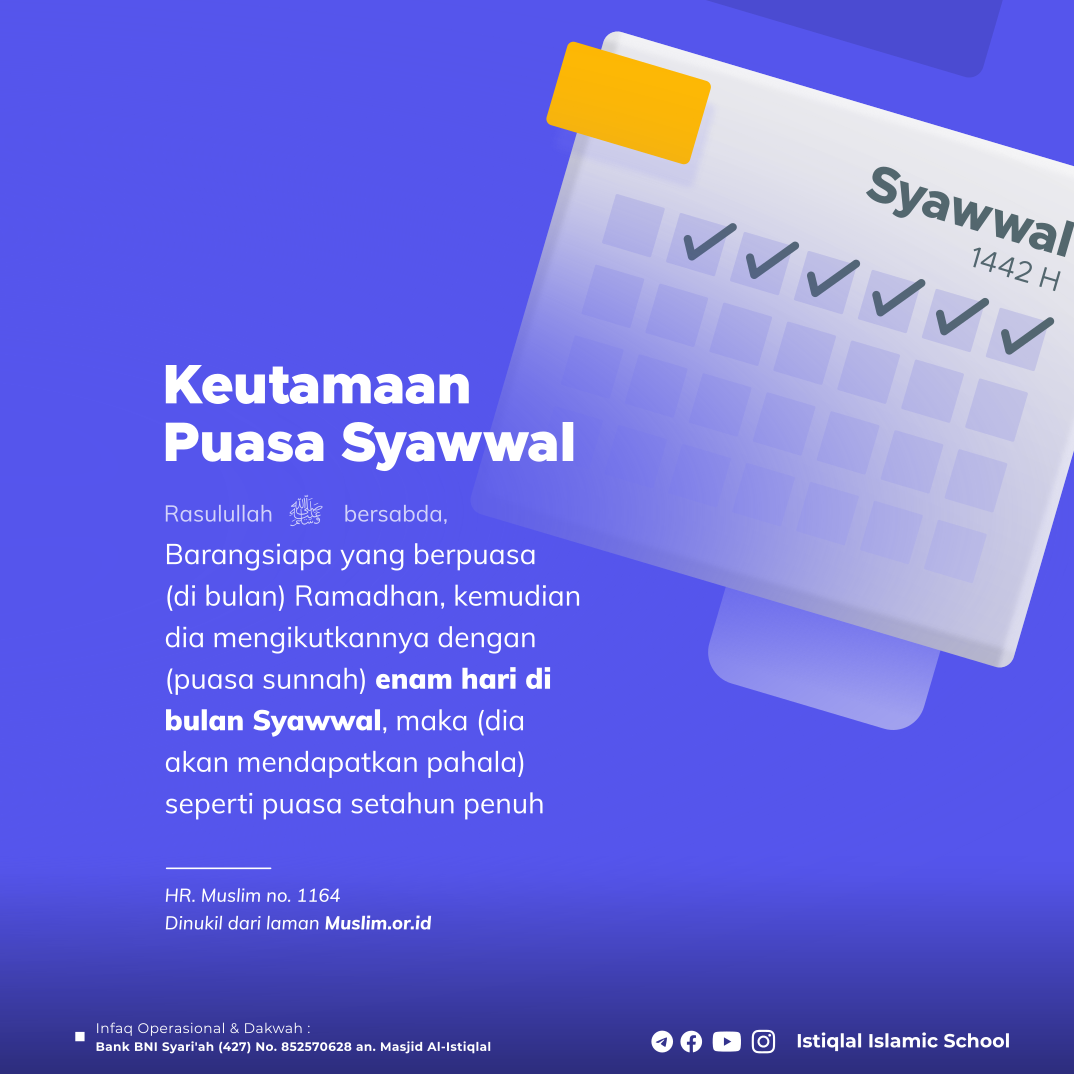 Syawwal
1442 H
Keutamaan
Puasa Syawwal
Rasulullah ﷺ bersabda,
Barangsiapa yang berpuasa
(di bulan) Ramadhan, kemudian
dia mengikutkannya dengan
(puasa sunnah) enam hari di
bulan Syawwal, maka (dia
akan mendapatkan pahala)
seperti puasa setahun penuh
HR. Muslim no. 1164
Dinukil dari laman Muslim.or.id
Infaq Operasional & Dakwah :
Bank BNI Syari'ah (427) No. 852570628 an. Masjid Al-Istiqlal
Istiqlal Islamic School